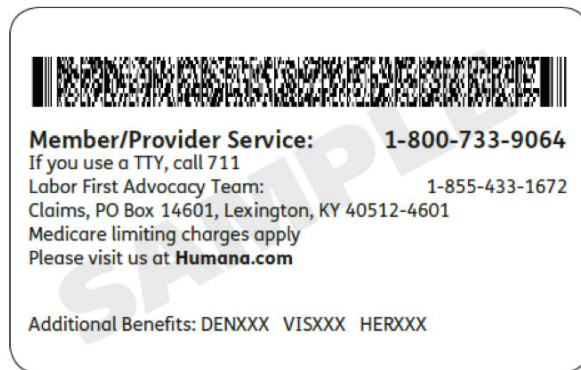 Member/Provider Service: 1-800-733-9064
If you use a TTY, call 711
Labor First Advocacy Team: 1-855-433-1672
Claims, PO Box 14601, Lexington, KY 40512-4601
Medicare limiting charges apply
Please visit us at Humana.com
Additional Benefits: DENXXX VISXXX HERXXX
SAMPLE